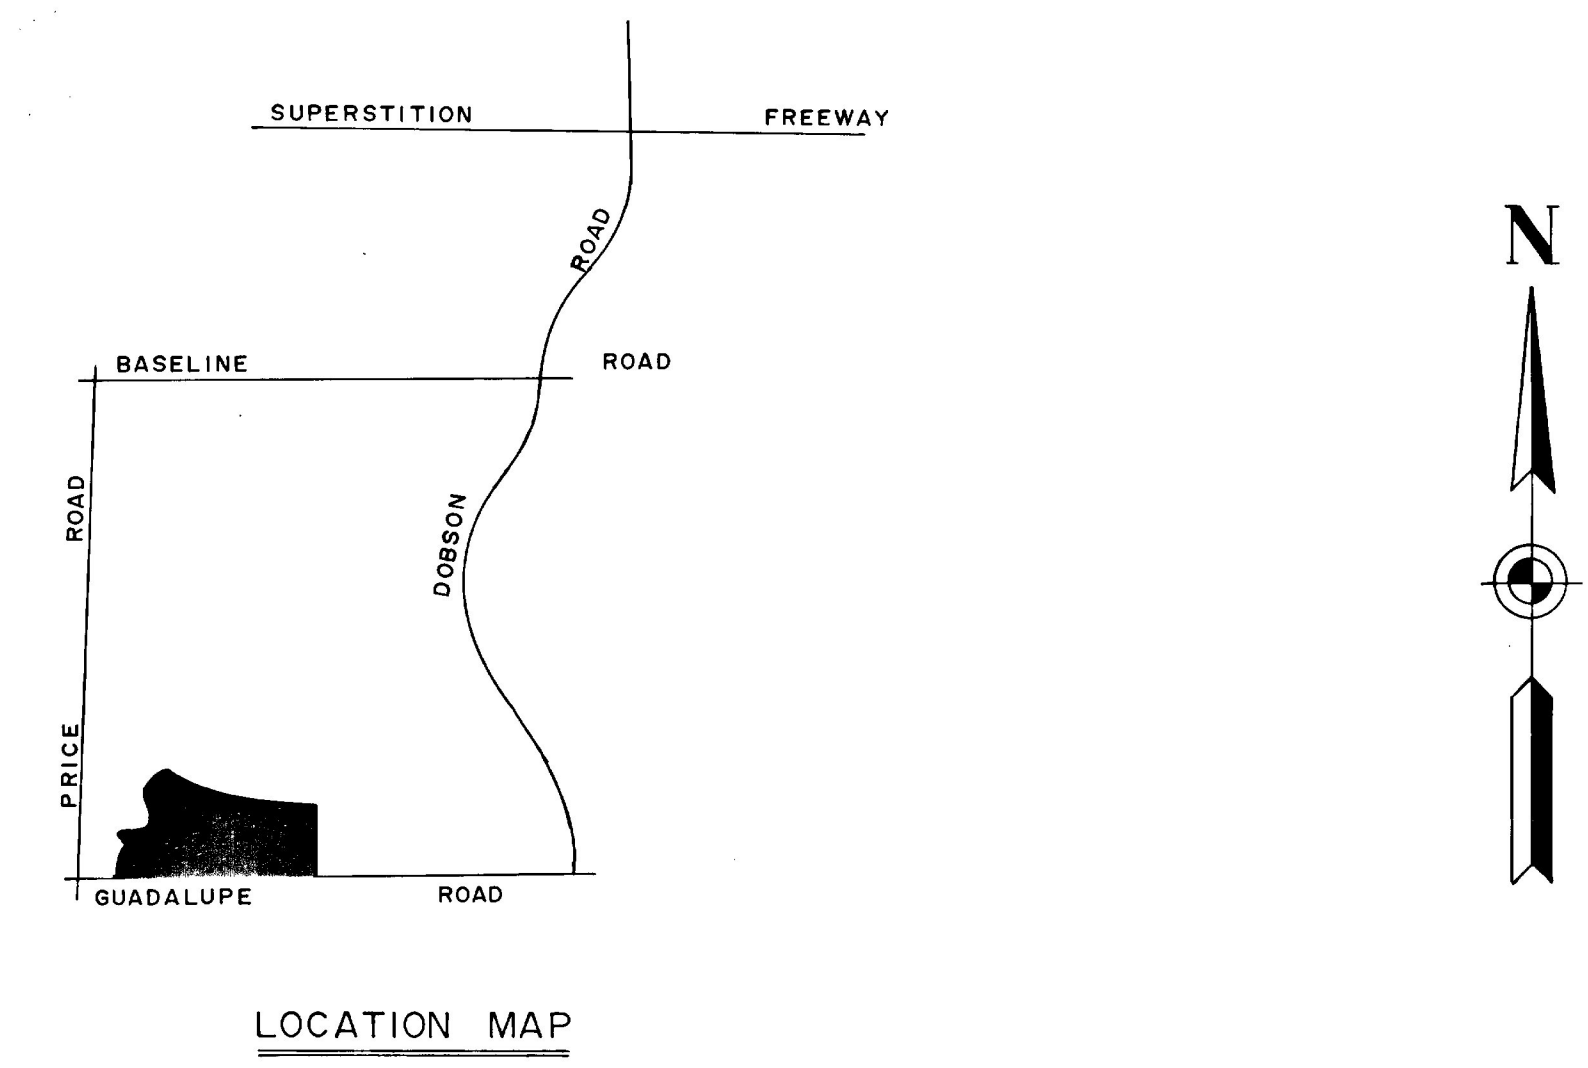 SUPERSTITION FREEWAY
N
ROAD
BASELINE ROAD
ROAD
DOBSON
PRICE
GUADALUPE ROAD
LOCATION MAP